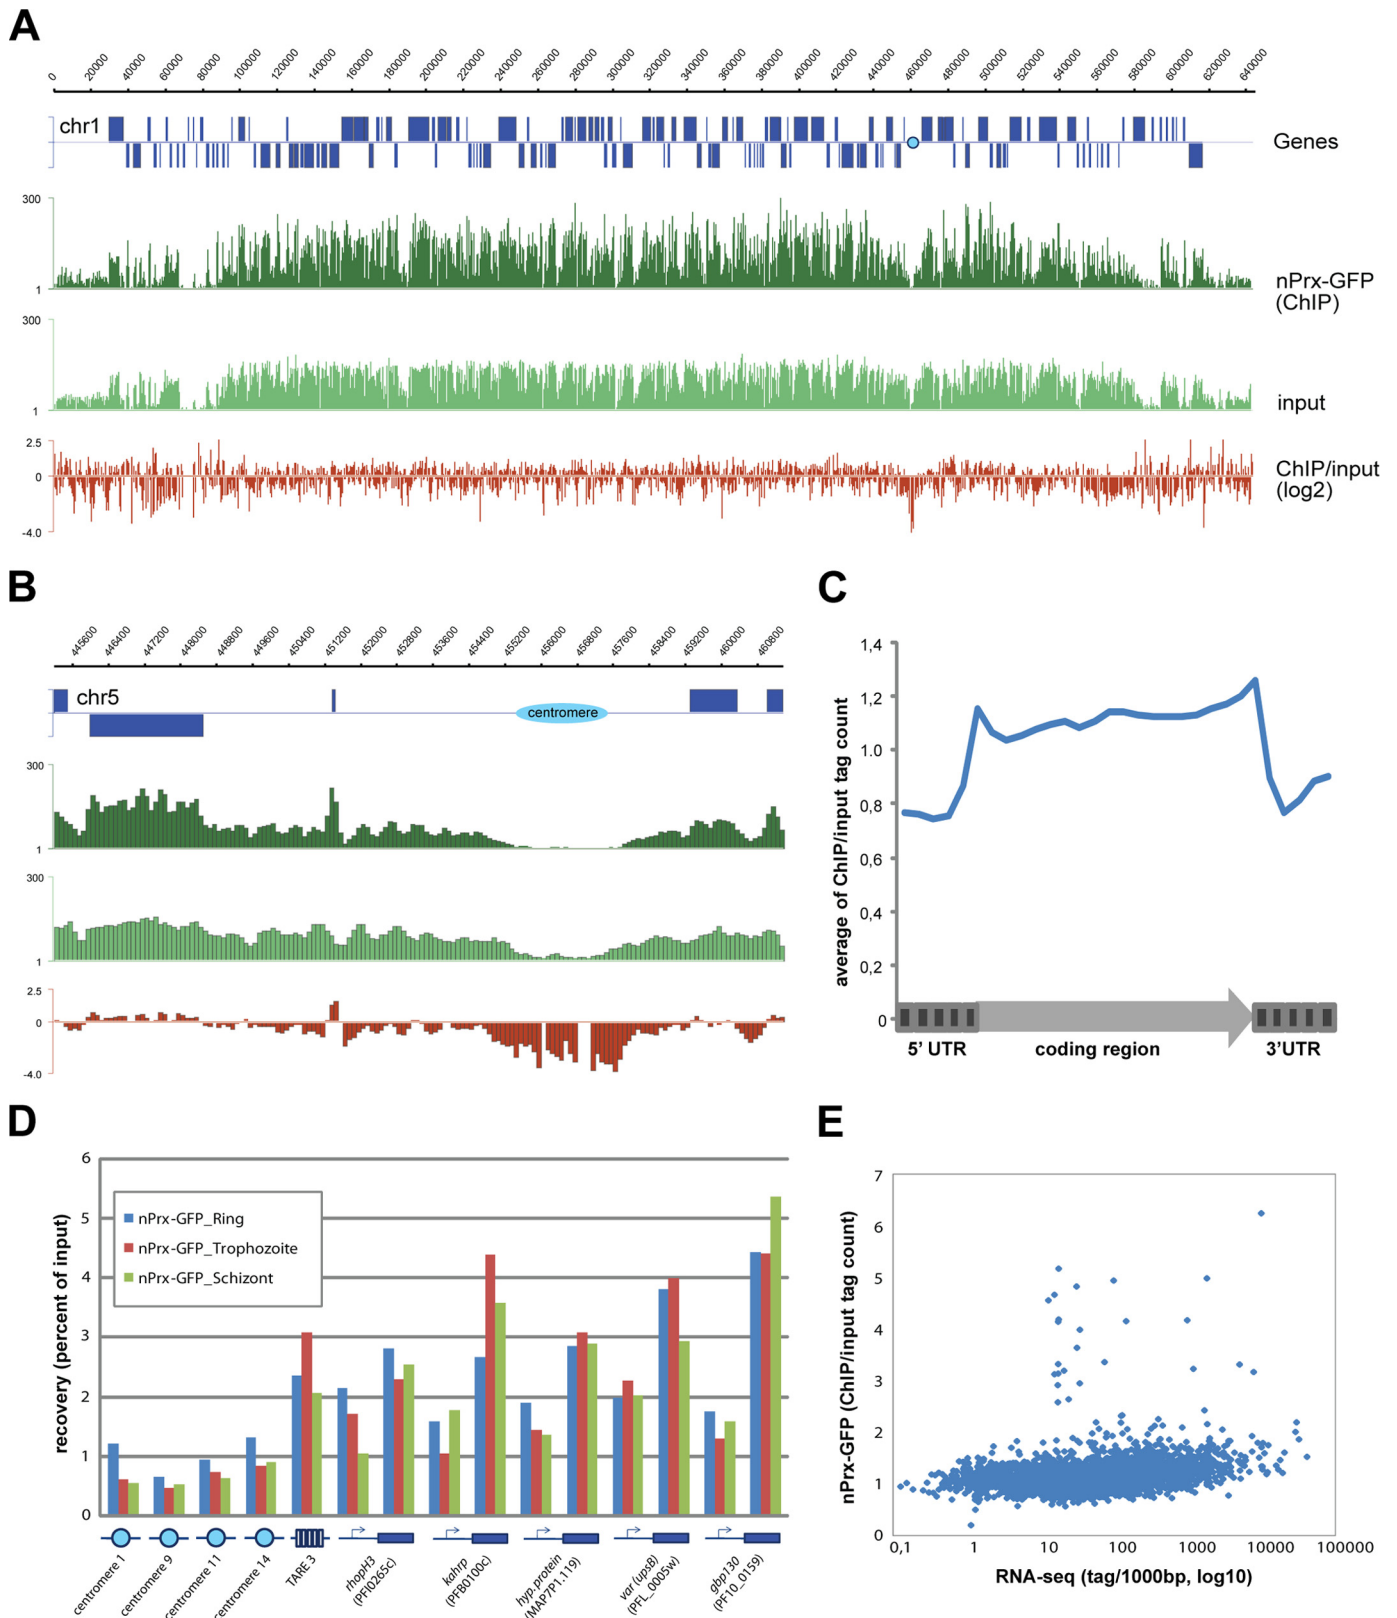 A
0 20000 40000 60000 80000 100000 120000 140000 160000 180000 200000 220000 240000 260000 280000 300000 320000 340000 360000 380000 400000 420000 440000 460000 480000 500000 520000 540000 560000 580000 600000 620000 640000
chr1
Genes
300
1
nPrx-GFP
(ChIP)
300
1
input
2.5
0
-4.0
ChIP/input
(log2)
B
445600 446400 447200 448000 448800 449600 450400 451200 452000 452800 453600 454400 455200 456000 456800 457600 458400 459200 460000 460800
chr5
centromere
300
1
300
1
2.5
0
-4.0
C
average of ChIP/input tag count
1,4
1,2
1.0
0,8
0,6
0,4
0,2
0
5' UTR
coding region
3'UTR
D
recovery (percent of input)
6
5
4
3
2
1
0
nPrx-GFP_Ring
nPrx-GFP_Trophozoite
nPrx-GFP_Schizont
centromere 1
centromere 9
centromere 11
centromere 14
TARE 3
rhopH3
(PFI0265c)
kahrp
(PFB0100c)
hyp. protein
(MAP7P1.119)
var (upsB)
(PFL_0005w)
gbp130
(PF10_0159)
E
nPrx-GFP (ChIP/input tag count)
7
6
5
4
3
2
1
0
0,1 1 10 100 1000 10000 100000
RNA-seq (tag/1000bp, log10)